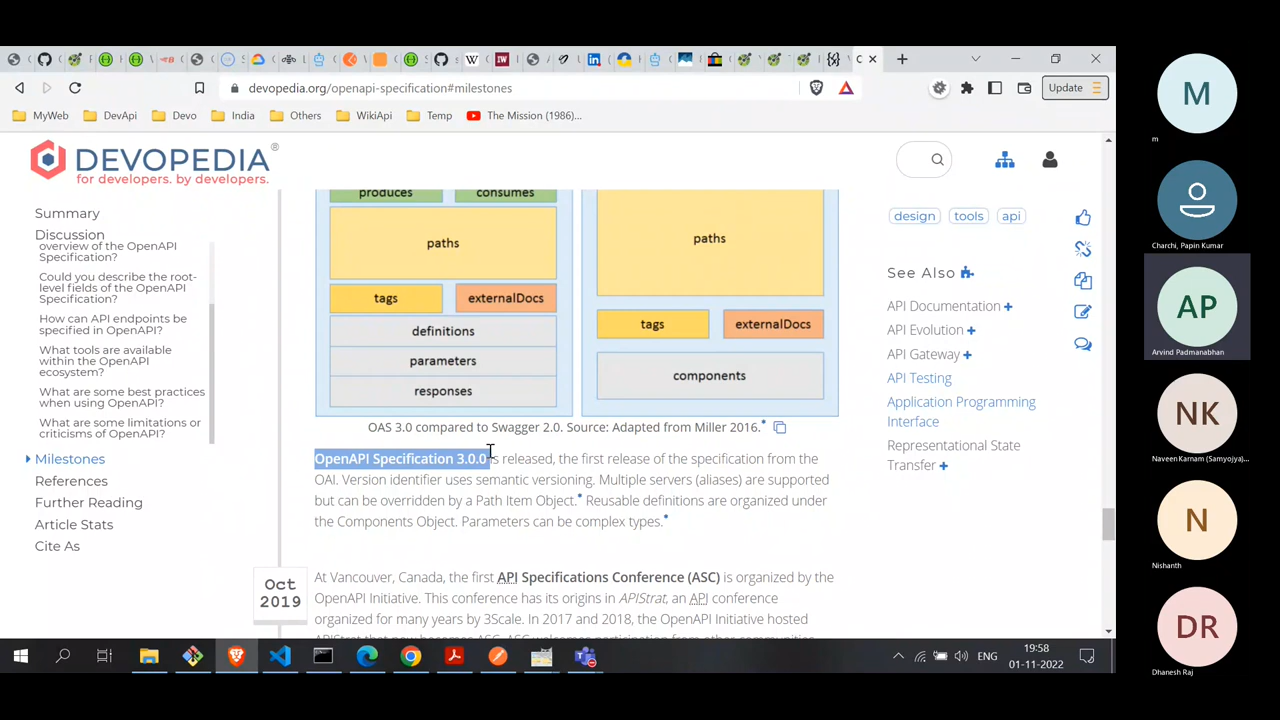 C
devopedia.org/openapi-specification#milestones
Update
MyWeb
DevApi
Devo
India
Others
WikiApi
Temp
The Mission (1986)...
DEVOPEDIA®
for developers. by developers.
Summary
Discussion
overview of the OpenAPI
Specification?
Could you describe the root-
level fields of the OpenAPI
Specification?
How can API endpoints be
specified in OpenAPI?
What tools are available
within the OpenAPI
ecosystem?
What are some best practices
when using OpenAPI?
What are some limitations or
criticisms of OpenAPI?
Milestones
References
Further Reading
Article Stats
Cite As
produces
consumes
paths
tags
externalDocs
definitions
parameters
responses
paths
tags
externalDocs
components
OAS 3.0 compared to Swagger 2.0. Source: Adapted from Miller 2016.
OpenAPI Specification 3.0.0 is released, the first release of the specification from the
OAI. Version identifier uses semantic versioning. Multiple servers (aliases) are supported
but can be overridden by a Path Item Object. Reusable definitions are organized under
the Components Object. Parameters can be complex types.
Oct
2019
At Vancouver, Canada, the first API Specifications Conference (ASC) is organized by the
OpenAPI Initiative. This conference has its origins in APIStrat, an API conference
organized for many years by 3Scale. In 2017 and 2018, the OpenAPI Initiative hosted
design
tools
api
See Also
API Documentation +
API Evolution +
API Gateway +
API Testing
Application Programming
Interface
Representational State
Transfer +
ENG
19:58
01-11-2022
M
m
Charchi, Papin Kumar
AP
Arvind Padmanabhan
NK
Naveen Karnam (Samyojya)...
N
Nishanth
DR
Dhanesh Raj